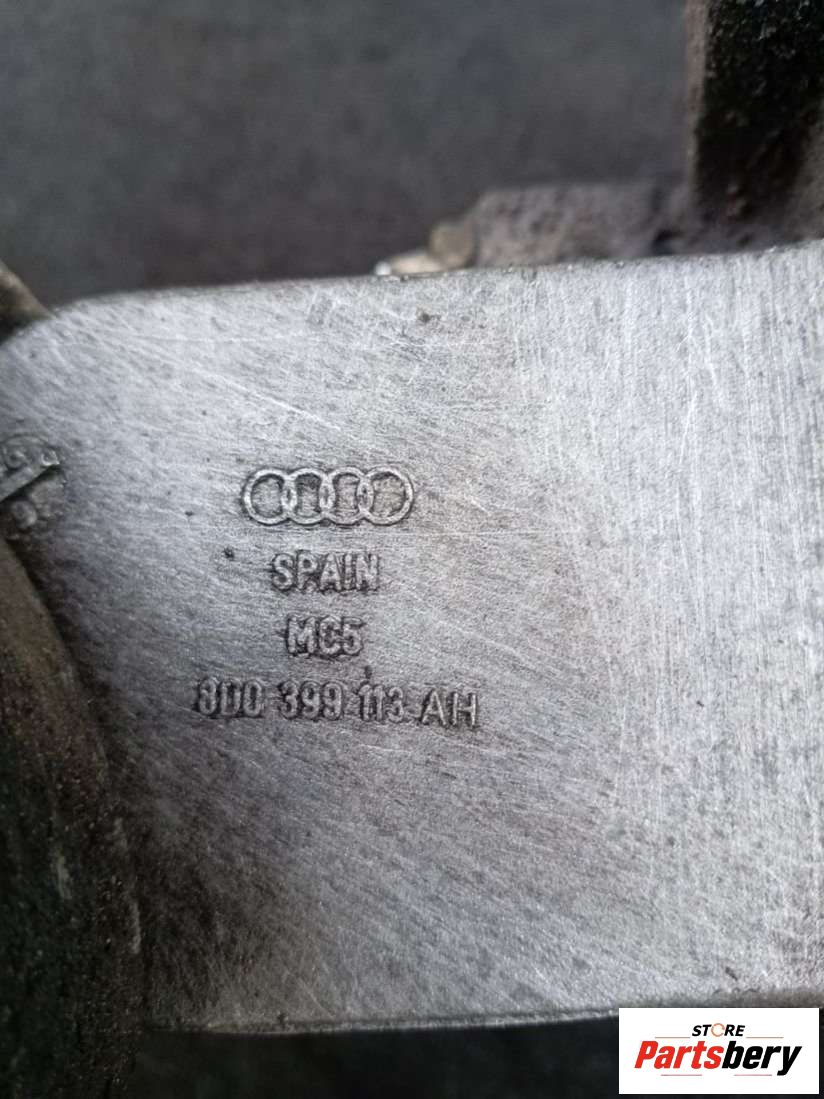 SPAIN
MC5
8D0 399 113 AH
STORE
Partsbery